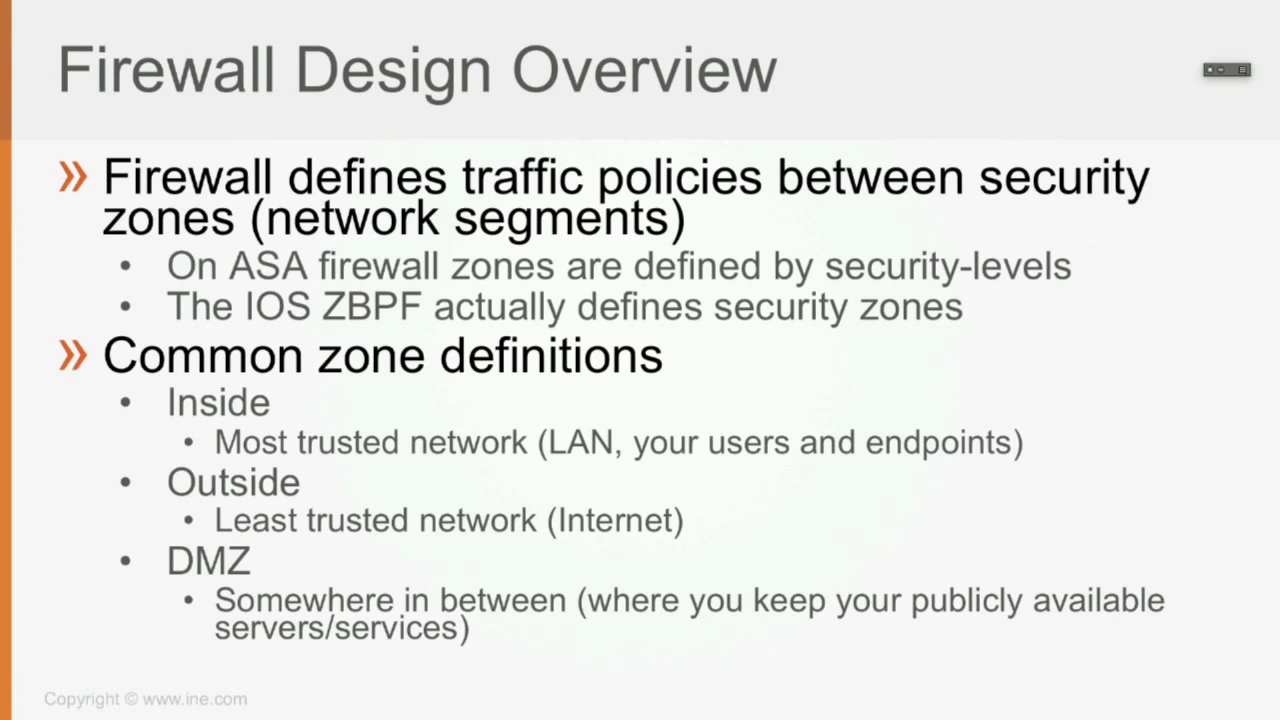 Firewall Design Overview
» Firewall defines traffic policies between security
zones (network segments)
• On ASA firewall zones are defined by security-levels
• The IOS ZBPF actually defines security zones
» Common zone definitions
• Inside
• Most trusted network (LAN, your users and endpoints)
• Outside
• Least trusted network (Internet)
• DMZ
• Somewhere in between (where you keep your publicly available
servers/services)
Copyright © www.ine.com